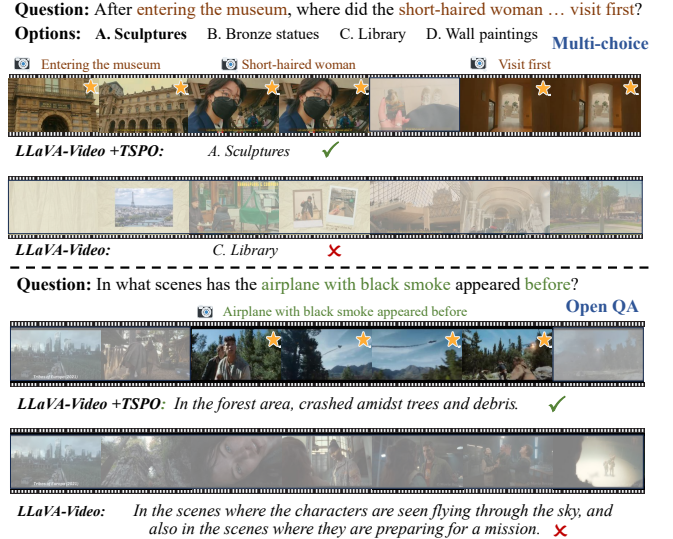 Question: After entering the museum, where did the short-haired woman … visit first?
Options: A. Sculptures B. Bronze statues C. Library D. Wall paintings
Multi-choice
Entering the museum Short-haired woman Visit first
LLaVA-Video +TSPO: A. Sculptures
LLaVA-Video: C. Library
Question: In what scenes has the airplane with black smoke appeared before?
Open QA
Airplane with black smoke appeared before
LLaVA-Video +TSPO: In the forest area, crashed amidst trees and debris.
LLaVA-Video: In the scenes where the characters are seen flying through the sky, and
also in the scenes where they are preparing for a mission.